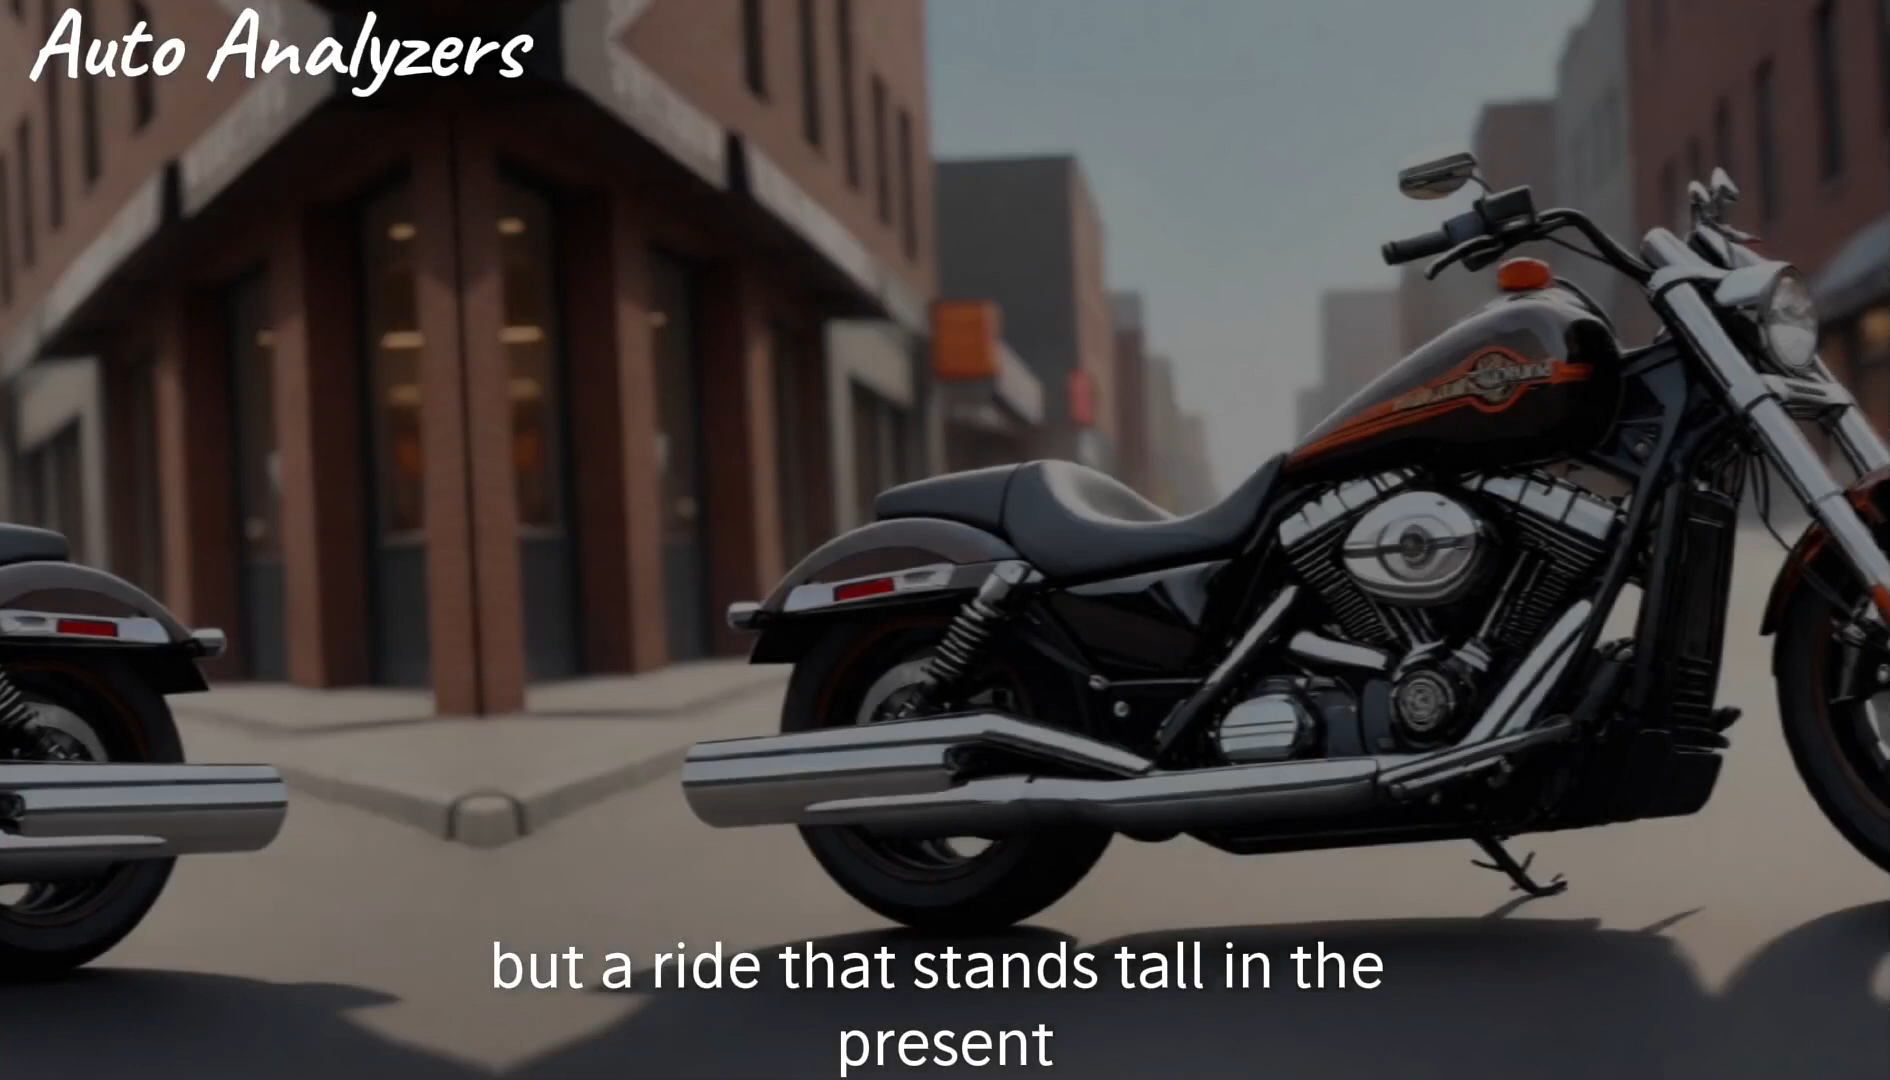 Auto Analyzers
but a ride that stands tall in the
present